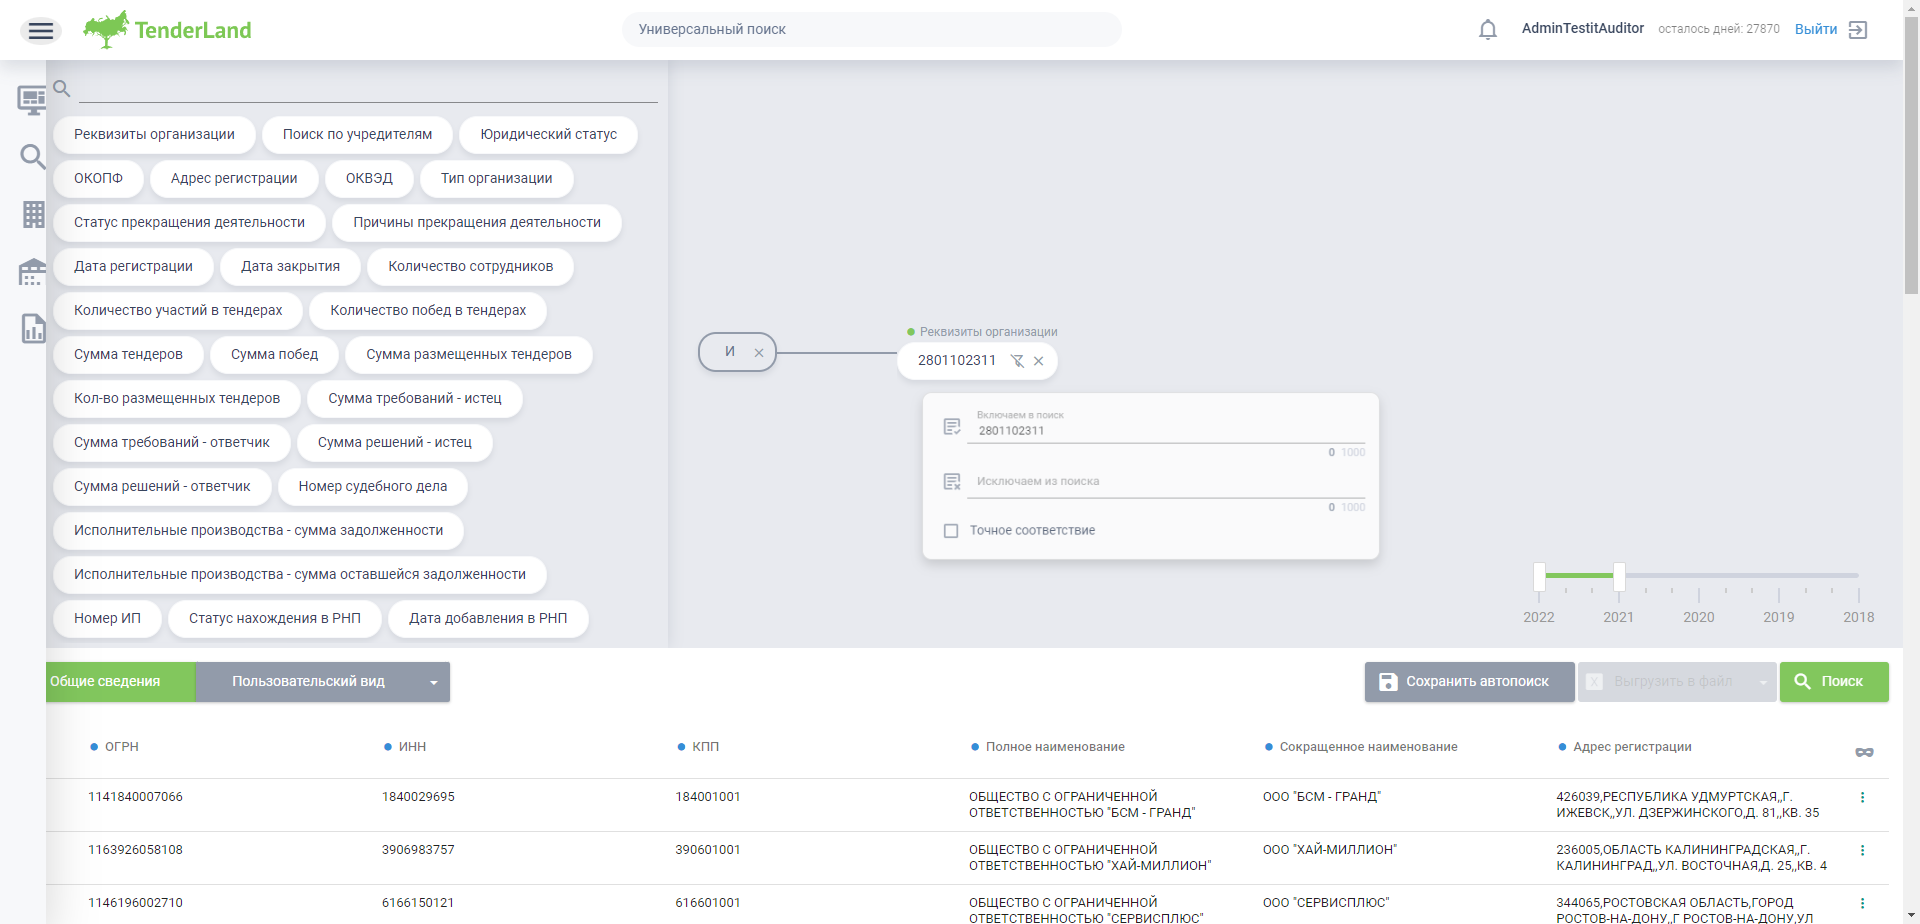 TenderLand
Универсальный поиск
AdminTestitAuditor
осталось дней: 27870
Выйти
Реквизиты организации
Поиск по учредителям
Юридический статус
ОКОПФ
Адрес регистрации
ОКВЭД
Тип организации
Статус прекращения деятельности
Причины прекращения деятельности
Дата регистрации
Дата закрытия
Количество сотрудников
Количество участий в тендерах
Количество побед в тендерах
Сумма тендеров
Сумма побед
Сумма размещенных тендеров
Кол-во размещенных тендеров
Сумма требований - истец
Сумма требований - ответчик
Сумма решений - истец
Сумма решений - ответчик
Номер судебного дела
Исполнительные производства - сумма задолженности
Исполнительные производства - сумма оставшейся задолженности
Номер ИП
Статус нахождения в РНП
Дата добавления в РНП
И
Реквизиты организации
2801102311
Включаем в поиск
2801102311
0 1000
Исключаем из поиска
0 1000
Точное соответствие
2022 2021 2020 2019 2018
Общие сведения
Пользовательский вид
Сохранить автопоиск
Выгрузить в файл
Поиск
ОГРН
ИНН
КПП
Полное наименование
Сокращенное наименование
Адрес регистрации
1141840007066
1840029695
184001001
ОБЩЕСТВО С ОГРАНИЧЕННОЙ
ОТВЕТСТВЕННОСТЬЮ "БСМ - ГРАНД"
ООО "БСМ - ГРАНД"
426039,РЕСПУБЛИКА УДМУРТСКАЯ,,Г.
ИЖЕВСК,,УЛ. ДЗЕРЖИНСКОГО,Д. 81,,КВ. 35
1163926058108
3906983757
390601001
ОБЩЕСТВО С ОГРАНИЧЕННОЙ
ОТВЕТСТВЕННОСТЬЮ "ХАЙ-МИЛЛИОН"
ООО "ХАЙ-МИЛЛИОН"
236005,ОБЛАСТЬ КАЛИНИНГРАДСКАЯ,,Г.
КАЛИНИНГРАД,,УЛ. ВОСТОЧНАЯ,Д. 25,,КВ. 4
1146196002710
6166150121
616601001
ОБЩЕСТВО С ОГРАНИЧЕННОЙ
ОТВЕТСТВЕННОСТЬЮ "СЕРВИСПЛЮС"
ООО "СЕРВИСПЛЮС"
344065,РОСТОВСКАЯ ОБЛАСТЬ,ГОРОД
РОСТОВ-НА-ДОНУ,,Г РОСТОВ-НА-ДОНУ,УЛ